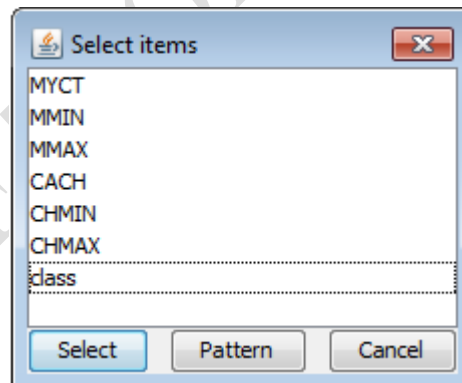 Select items
MYCT
MMIN
MMAX
CACH
CHMIN
CHMAX
class
Select Pattern Cancel